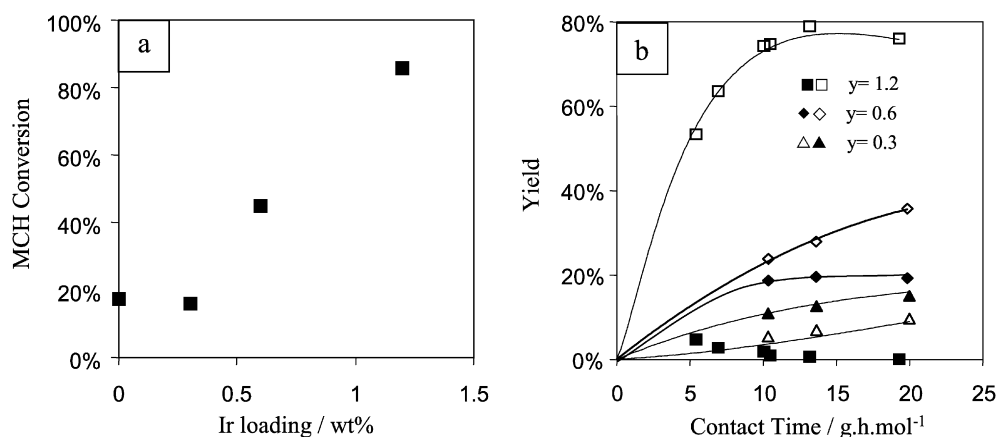 a
MCH Conversion
100%
80%
60%
40%
20%
0%
0
0.5
1
1.5
Ir loading / wt%
b
Yield
80%
60%
40%
20%
0%
y= 1.2
y= 0.6
y= 0.3
0
5
10
15
20
25
Contact Time / g.h.mol⁻¹